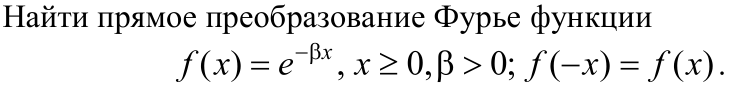 Найти прямое преобразование Фурье функции
f(x) = e^{−βx}, x ≥ 0, β > 0; f(−x) = f(x).